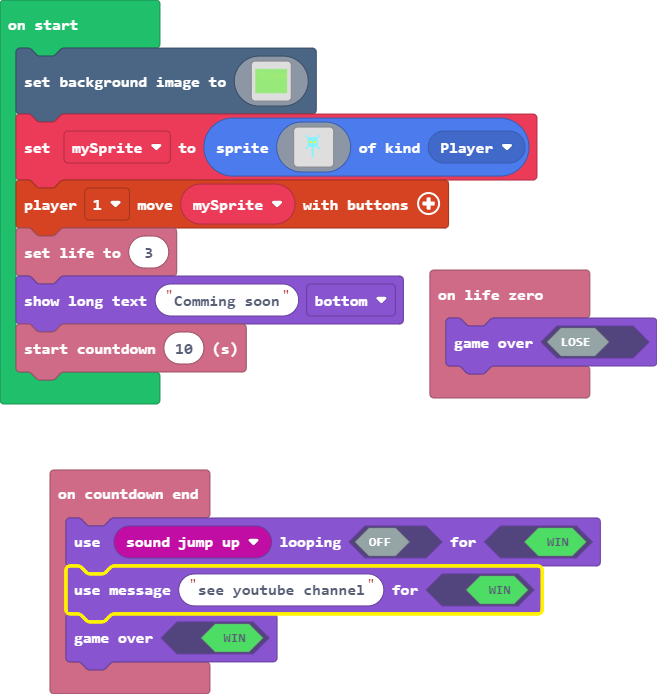 on start
set background image to
set mySprite to sprite of kind Player
player 1 move mySprite with buttons
set life to 3
show long text "Comming soon" bottom
start countdown 10 (s)
on life zero
game over LOSE
on countdown end
use sound jump up looping OFF for WIN
use message "see youtube channel" for WIN
game over WIN